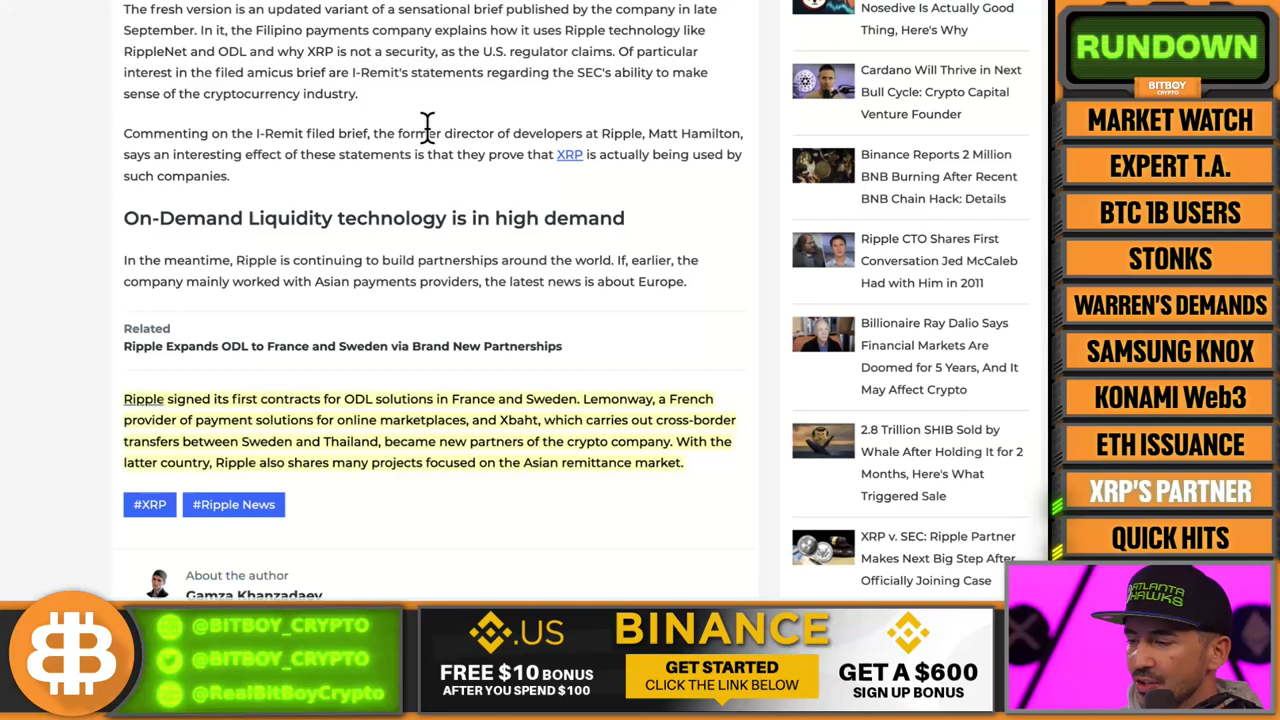 The fresh version is an updated variant of a sensational brief published by the company in late
September. In it, the Filipino payments company explains how it uses Ripple technology like
RippleNet and ODL and why XRP is not a security, as the U.S. regulator claims. Of particular
interest in the filed amicus brief are I-Remit's statements regarding the SEC's ability to make
sense of the cryptocurrency industry.
Commenting on the I-Remit filed brief, the former director of developers at Ripple, Matt Hamilton,
says an interesting effect of these statements is that they prove that XRP is actually being used by
such companies.
On-Demand Liquidity technology is in high demand
In the meantime, Ripple is continuing to build partnerships around the world. If, earlier, the
company mainly worked with Asian payments providers, the latest news is about Europe.
Related
Ripple Expands ODL to France and Sweden via Brand New Partnerships
Ripple signed its first contracts for ODL solutions in France and Sweden. Lemonway, a French
provider of payment solutions for online marketplaces, and Xbaht, which carries out cross-border
transfers between Sweden and Thailand, became new partners of the crypto company. With the
latter country, Ripple also shares many projects focused on the Asian remittance market.
#XRP
#Ripple News
About the author
Gamza Khanzadaev
Nosedive Is Actually Good
Thing, Here's Why
Cardano Will Thrive in Next
Bull Cycle: Crypto Capital
Venture Founder
Binance Reports 2 Million
BNB Burning After Recent
BNB Chain Hack: Details
Ripple CTO Shares First
Conversation Jed McCaleb
Had with Him in 2011
Billionaire Ray Dalio Says
Financial Markets Are
Doomed for 5 Years, And It
May Affect Crypto
2.8 Trillion SHIB Sold by
Whale After Holding It for 2
Months, Here's What
Triggered Sale
XRP v. SEC: Ripple Partner
Makes Next Big Step After
Officially Joining Case
RUNDOWN
BITBOY
CRYPTO
MARKET WATCH
EXPERT T.A.
BTC 1B USERS
STONKS
WARREN'S DEMANDS
SAMSUNG KNOX
KONAMI Web3
ETH ISSUANCE
XRP'S PARTNER
QUICK HITS
ATLANTA
HAWKS
@BITBOY_CRYPTO
@BITBOY_CRYPTO
@RealBitBoyCrypto
.US
FREE $10 BONUS
AFTER YOU SPEND $100
BINANCE
GET STARTED
CLICK THE LINK BELOW
GET A $600
SIGN UP BONUS